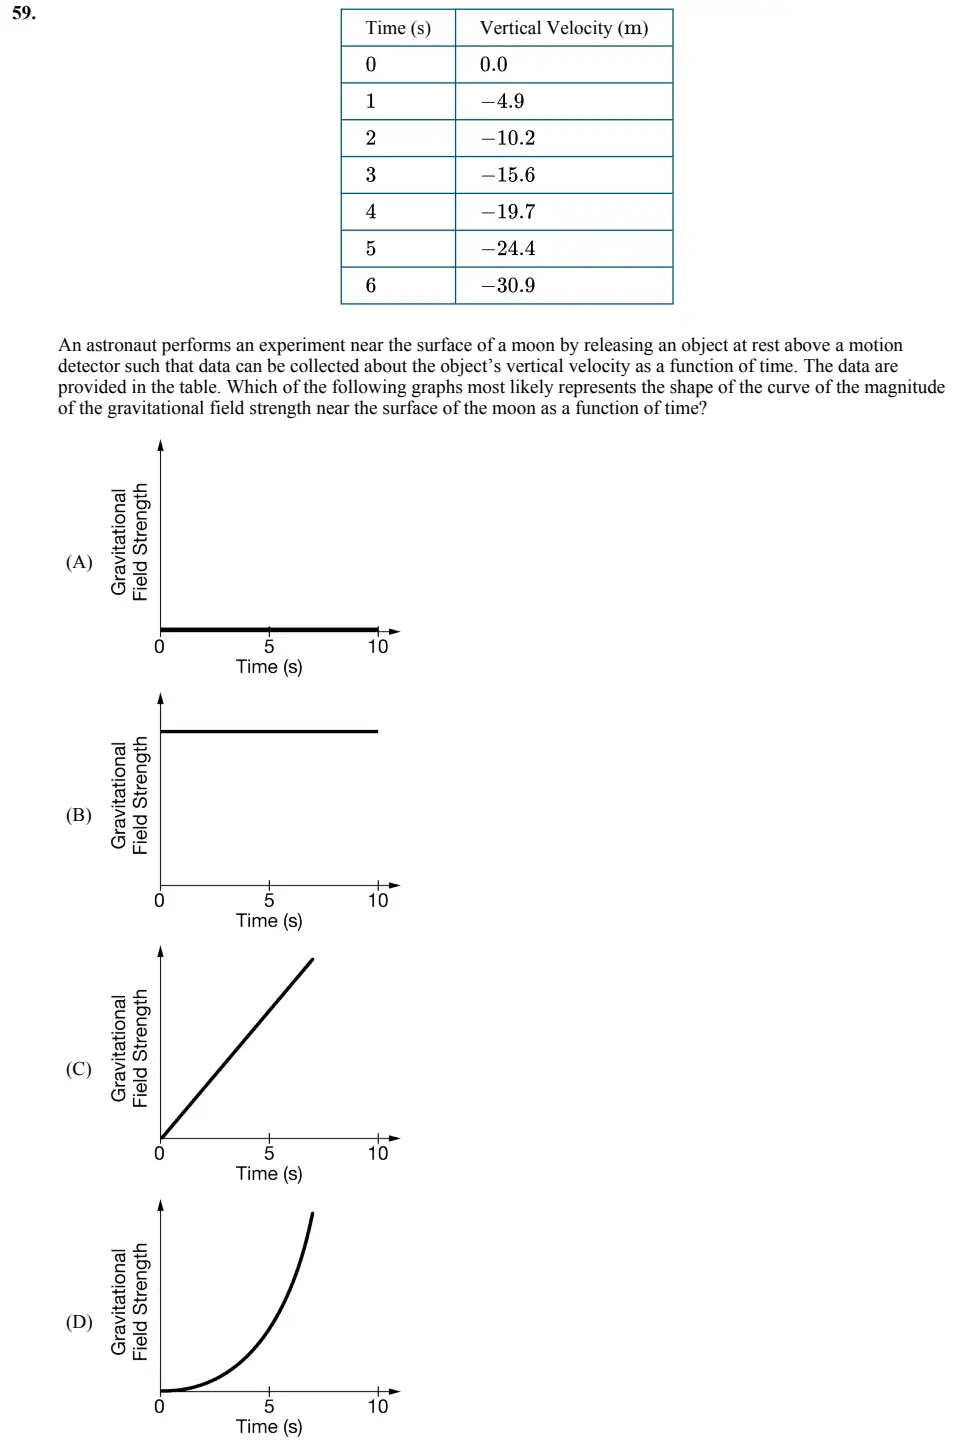 59.
Time (s) Vertical Velocity (m)
0 0.0
1 −4.9
2 −10.2
3 −15.6
4 −19.7
5 −24.4
6 −30.9
An astronaut performs an experiment near the surface of a moon by releasing an object at rest above a motion
detector such that data can be collected about the object’s vertical velocity as a function of time. The data are
provided in the table. Which of the following graphs most likely represents the shape of the curve of the magnitude
of the gravitational field strength near the surface of the moon as a function of time?
(A)
Gravitational
Field Strength
0 5 10
Time (s)
(B)
Gravitational
Field Strength
0 5 10
Time (s)
(C)
Gravitational
Field Strength
0 5 10
Time (s)
(D)
Gravitational
Field Strength
0 5 10
Time (s)